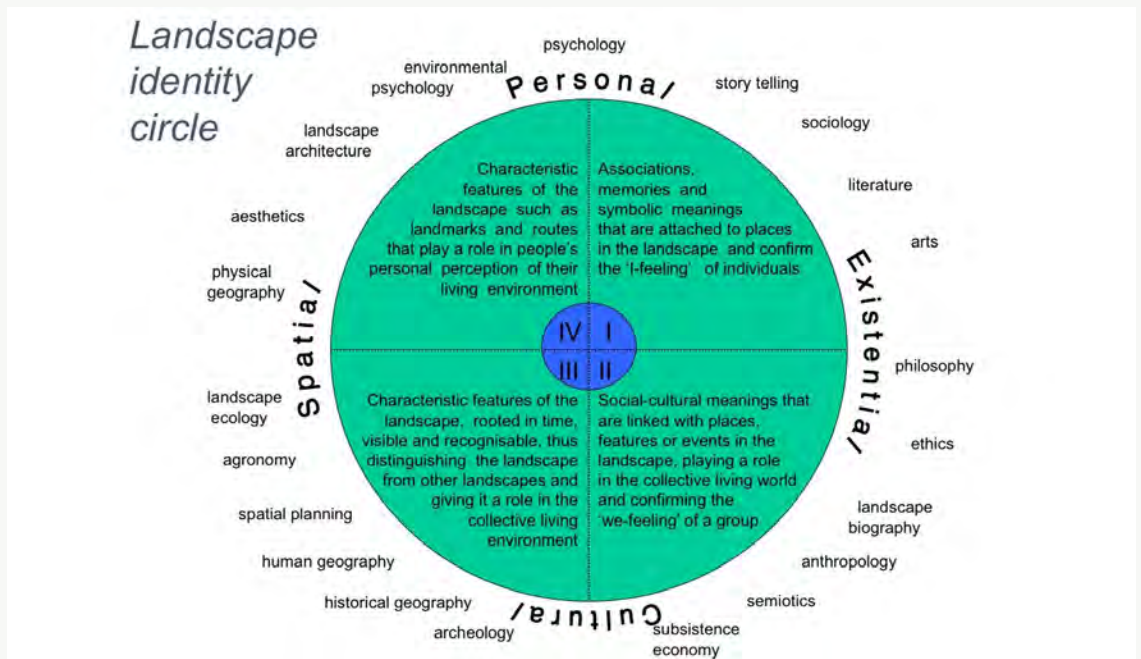 Landscape
identity
circle
psychology
environmental
psychology
landscape
architecture
aesthetics
physical
geography
landscape
ecology
agronomy
spatial planning
human geography
historical geography
archeology
Personal
story telling
sociology
literature
arts
Existential
philosophy
ethics
landscape
biography
anthropology
semiotics
subsistence
economy
Cultural
Spatial
Characteristic
features of the
landscape such as
landmarks and routes
that play a role in people's
personal perception of their
living environment
Associations,
memories and
symbolic meanings
that are attached to places
in the landscape and confirm
the 'I-feeling' of individuals
IV I
III II
Characteristic features of the
landscape, rooted in time,
visible and recognisable, thus
distinguishing the landscape
from other landscapes and
giving it a role in the
collective living
environment
Social-cultural meanings that
are linked with places,
features or events in the
landscape, playing a role
in the collective living world
and confirming the
'we-feeling' of a group